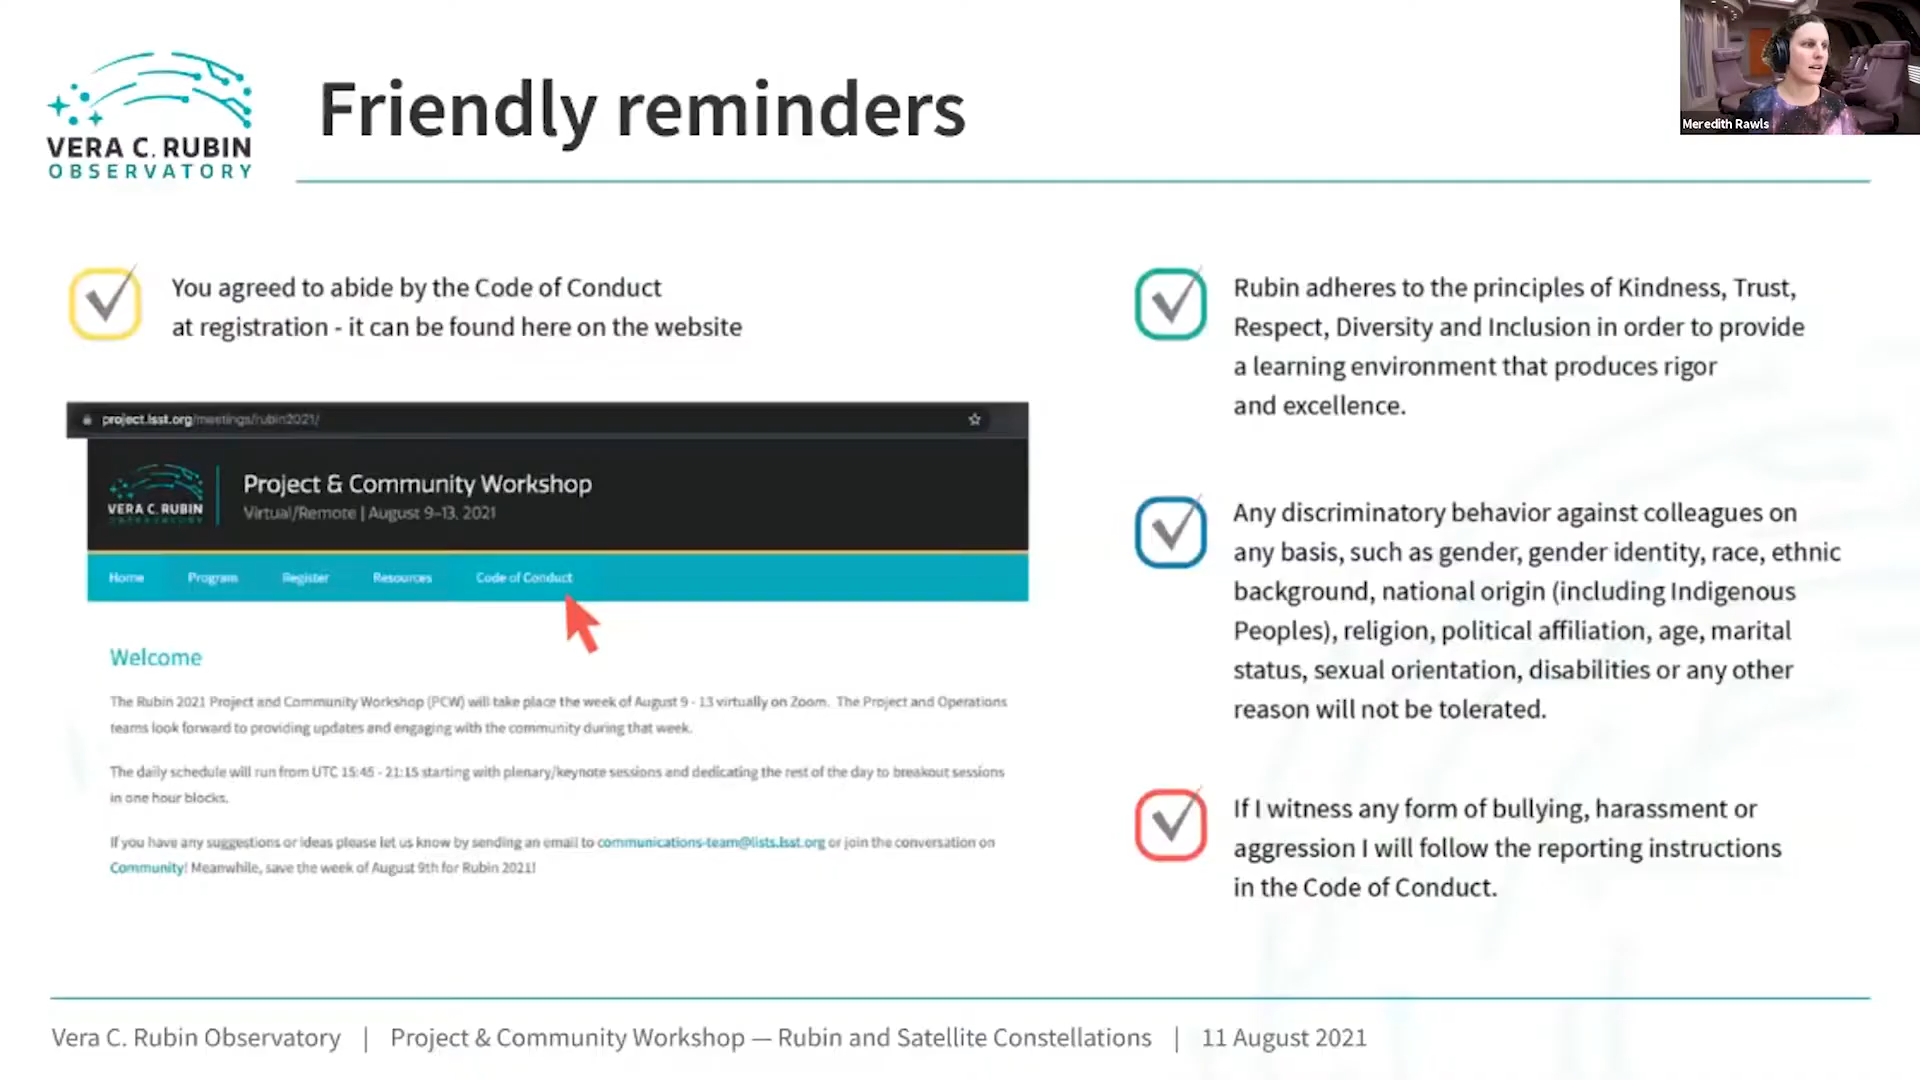 VERA C. RUBIN
OBSERVATORY
Friendly reminders
Meredith Rawls
You agreed to abide by the Code of Conduct
at registration - it can be found here on the website
project.lsst.org/meetings/rubin2021/
VERA C. RUBIN
OBSERVATORY
Project & Community Workshop
Virtual/Remote | August 9–13, 2021
Home Program Register Resources Code of Conduct
Welcome
The Rubin 2021 Project and Community Workshop (PCW) will take place the week of August 9 - 13 virtually on Zoom. The Project and Operations
teams look forward to providing updates and engaging with the community during that week.
The daily schedule will run from UTC 15:45 - 21:15 starting with plenary/keynote sessions and dedicating the rest of the day to breakout sessions
in one hour blocks.
If you have any suggestions or ideas please let us know by sending an email to communications-team@lists.lsst.org or join the conversation on
Community! Meanwhile, save the week of August 9th for Rubin 2021!
Rubin adheres to the principles of Kindness, Trust,
Respect, Diversity and Inclusion in order to provide
a learning environment that produces rigor
and excellence.
Any discriminatory behavior against colleagues on
any basis, such as gender, gender identity, race, ethnic
background, national origin (including Indigenous
Peoples), religion, political affiliation, age, marital
status, sexual orientation, disabilities or any other
reason will not be tolerated.
If I witness any form of bullying, harassment or
aggression I will follow the reporting instructions
in the Code of Conduct.
Vera C. Rubin Observatory | Project & Community Workshop — Rubin and Satellite Constellations | 11 August 2021